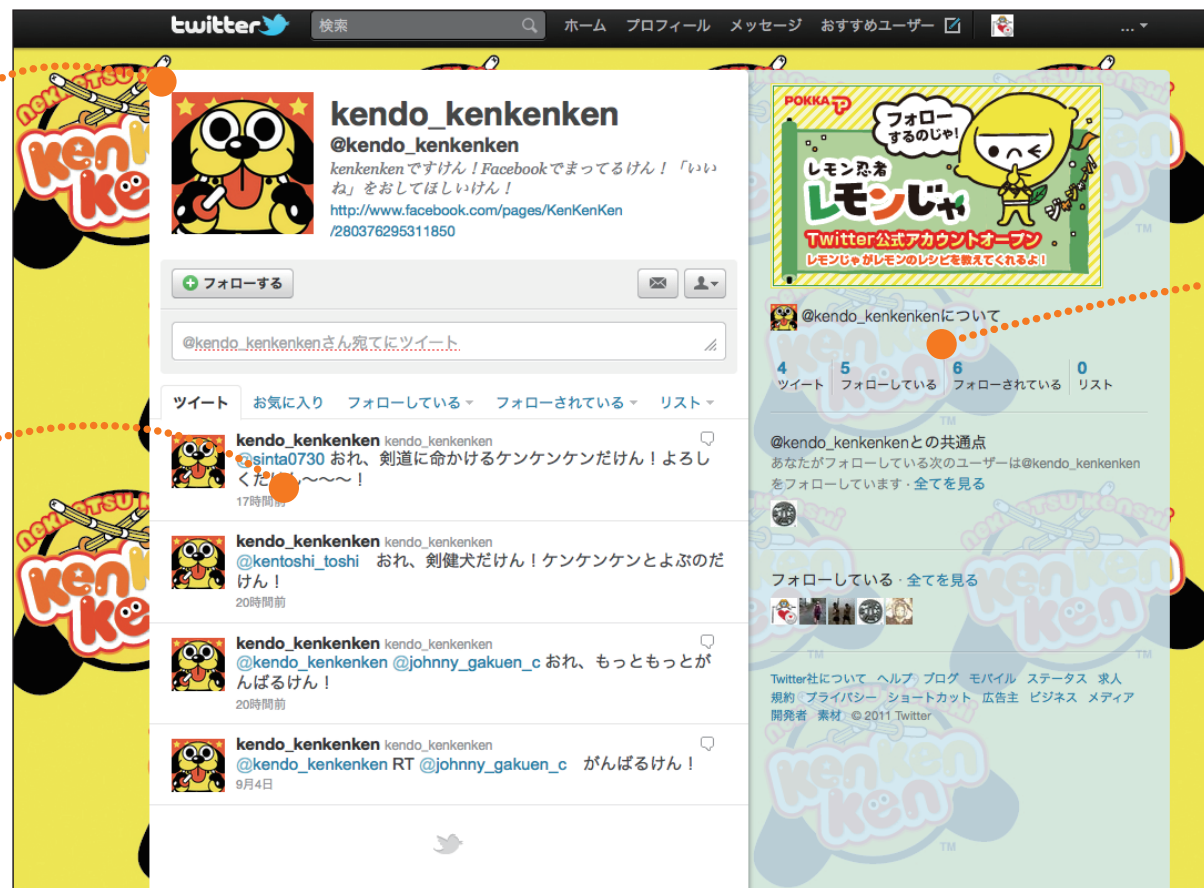 twitter 検索 ホーム プロフィール メッセージ おすすめユーザー ... 
kendo_kenkenken
@kendo_kenkenken
kenkenkenですけん!Facebookでまってるけん!「いい
ね」をおしてほしいけん!
http://www.facebook.com/pages/KenKenKen
/280376295311850
フォローする
@kendo_kenkenkenさん宛てにツイート
ツイート お気に入り フォローしている フォローされている リスト
kendo_kenkenken kendo_kenkenken
@sinta0730 おれ、剣道に命かけるケンケンケンだけん!よろし
くだけん〜〜〜!
17時間前
kendo_kenkenken kendo_kenkenken
@kentoshi_toshi おれ、剣健犬だけん!ケンケンケンとよぶのだ
けん!
20時間前
kendo_kenkenken kendo_kenkenken
@kendo_kenkenken @johnny_gakuen_c おれ、もっともっとが
んばるけん!
20時間前
kendo_kenkenken kendo_kenkenken
@kendo_kenkenken RT @johnny_gakuen_c がんばるけん!
9月4日
POKKA
フォロー
するのじゃ!
レモン忍者
レモンじゃ
ジャジャーン
Twitter公式アカウントオープン
レモンじゃがレモンのレシピを教えてくれるよ!
@kendo_kenkenkenについて
4 5 6 0
ツイート フォローしている フォローされている リスト
@kendo_kenkenkenとの共通点
あなたがフォローしている次のユーザーは@kendo_kenkenken
をフォローしています · 全てを見る
フォローしている · 全てを見る
Twitter社について ヘルプ ブログ モバイル ステータス 求人
規約 プライバシー ショートカット 広告主 ビジネス メディア
開発者 素材 © 2011 Twitter
NEKKETSU KENSHI
KenKen
Ken
TM